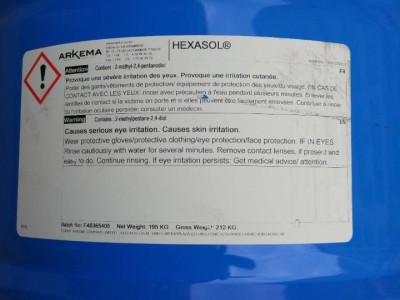 ARKEMA
HEXASOL®
Attention
Contient : 2-methyl-2,4-pentanediol
FR
Provoque une sévère irritation des yeux. Provoque une irritation cutanée.
Porter des gants/vêtements de protection/ équipement de protection des yeux/du visage. EN CAS DE
CONTACT AVEC LES YEUX: rincer avec précaution à l'eau pendant plusieurs minutes. Enlever les
lentilles de contact si la victime en porte et si elles peuvent être facilement enlevées. Continuer à rincer.
Si l'irritation oculaire persiste: consulter un médecin.
Warning
Contains : 2-methylpentane-2,4-diol
EN
Causes serious eye irritation. Causes skin irritation.
Wear protective gloves/protective clothing/eye protection/face protection. IF IN EYES:
Rinse cautiously with water for several minutes. Remove contact lenses, if present and
easy to do. Continue rinsing. If eye irritation persists: Get medical advice/ attention.
Batch No: Net Weight: 195 KG Gross Weight: 212 KG